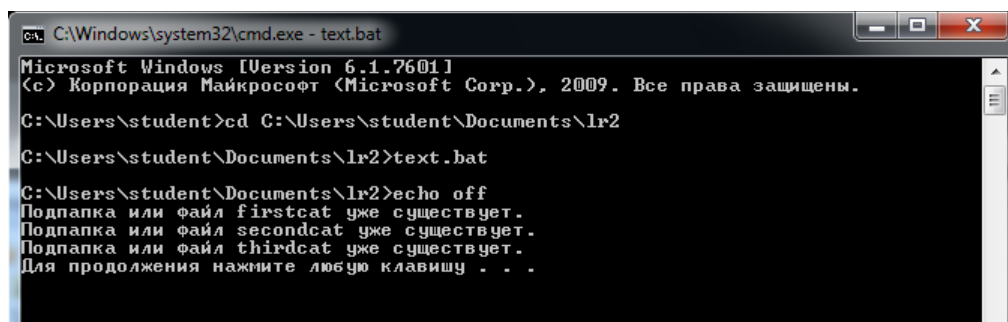 C:\Windows\system32\cmd.exe - text.bat
Microsoft Windows [Version 6.1.7601]
(c) Корпорация Майкрософт (Microsoft Corp.), 2009. Все права защищены.
C:\Users\student>cd C:\Users\student\Documents\lr2
C:\Users\student\Documents\lr2>text.bat
C:\Users\student\Documents\lr2>echo off
Подпапка или файл firstcat уже существует.
Подпапка или файл secondcat уже существует.
Подпапка или файл thirdcat уже существует.
Для продолжения нажмите любую клавишу . . .